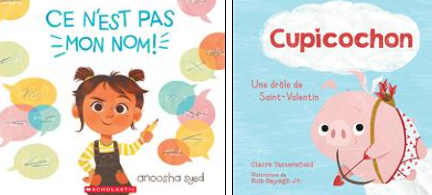 CE N'EST PAS
MON NOM!
anoosha syed
SCHOLASTIC
Cupicochon
Une drôle de
Saint-Valentin
Claire Tattersfield
Illustrations de
Rob Sayegh Jr.